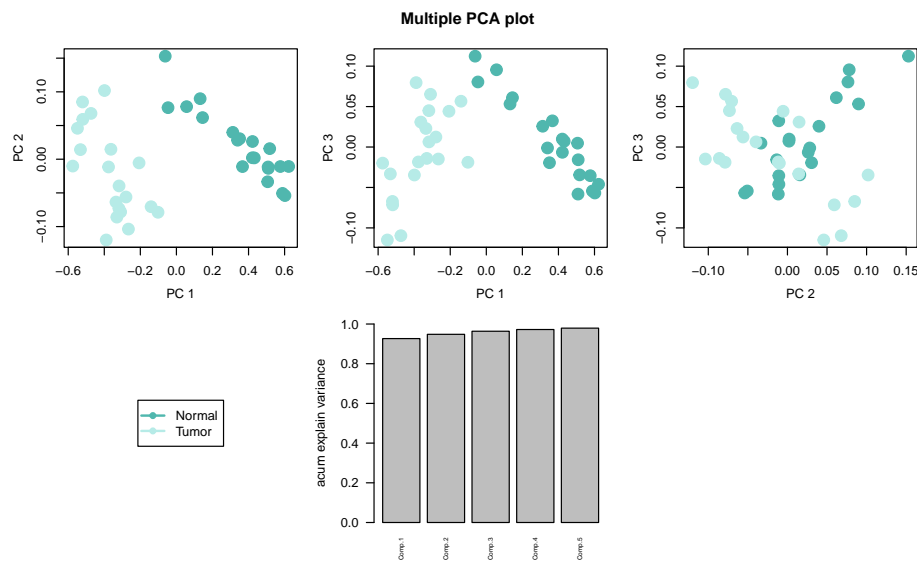 Multiple PCA plot
PC 2
0.10
0.00
−0.10
−0.6 −0.2 0.0 0.2 0.4 0.6
PC 1
PC 3
0.10
0.05
0.00
−0.10
−0.6 −0.2 0.0 0.2 0.4 0.6
PC 1
PC 3
0.10
0.05
0.00
−0.10
−0.10 0.00 0.05 0.10 0.15
PC 2
Normal
Tumor
acum explain variance
1.0
0.8
0.6
0.4
0.2
0.0
Comp.1 Comp.2 Comp.3 Comp.4 Comp.5